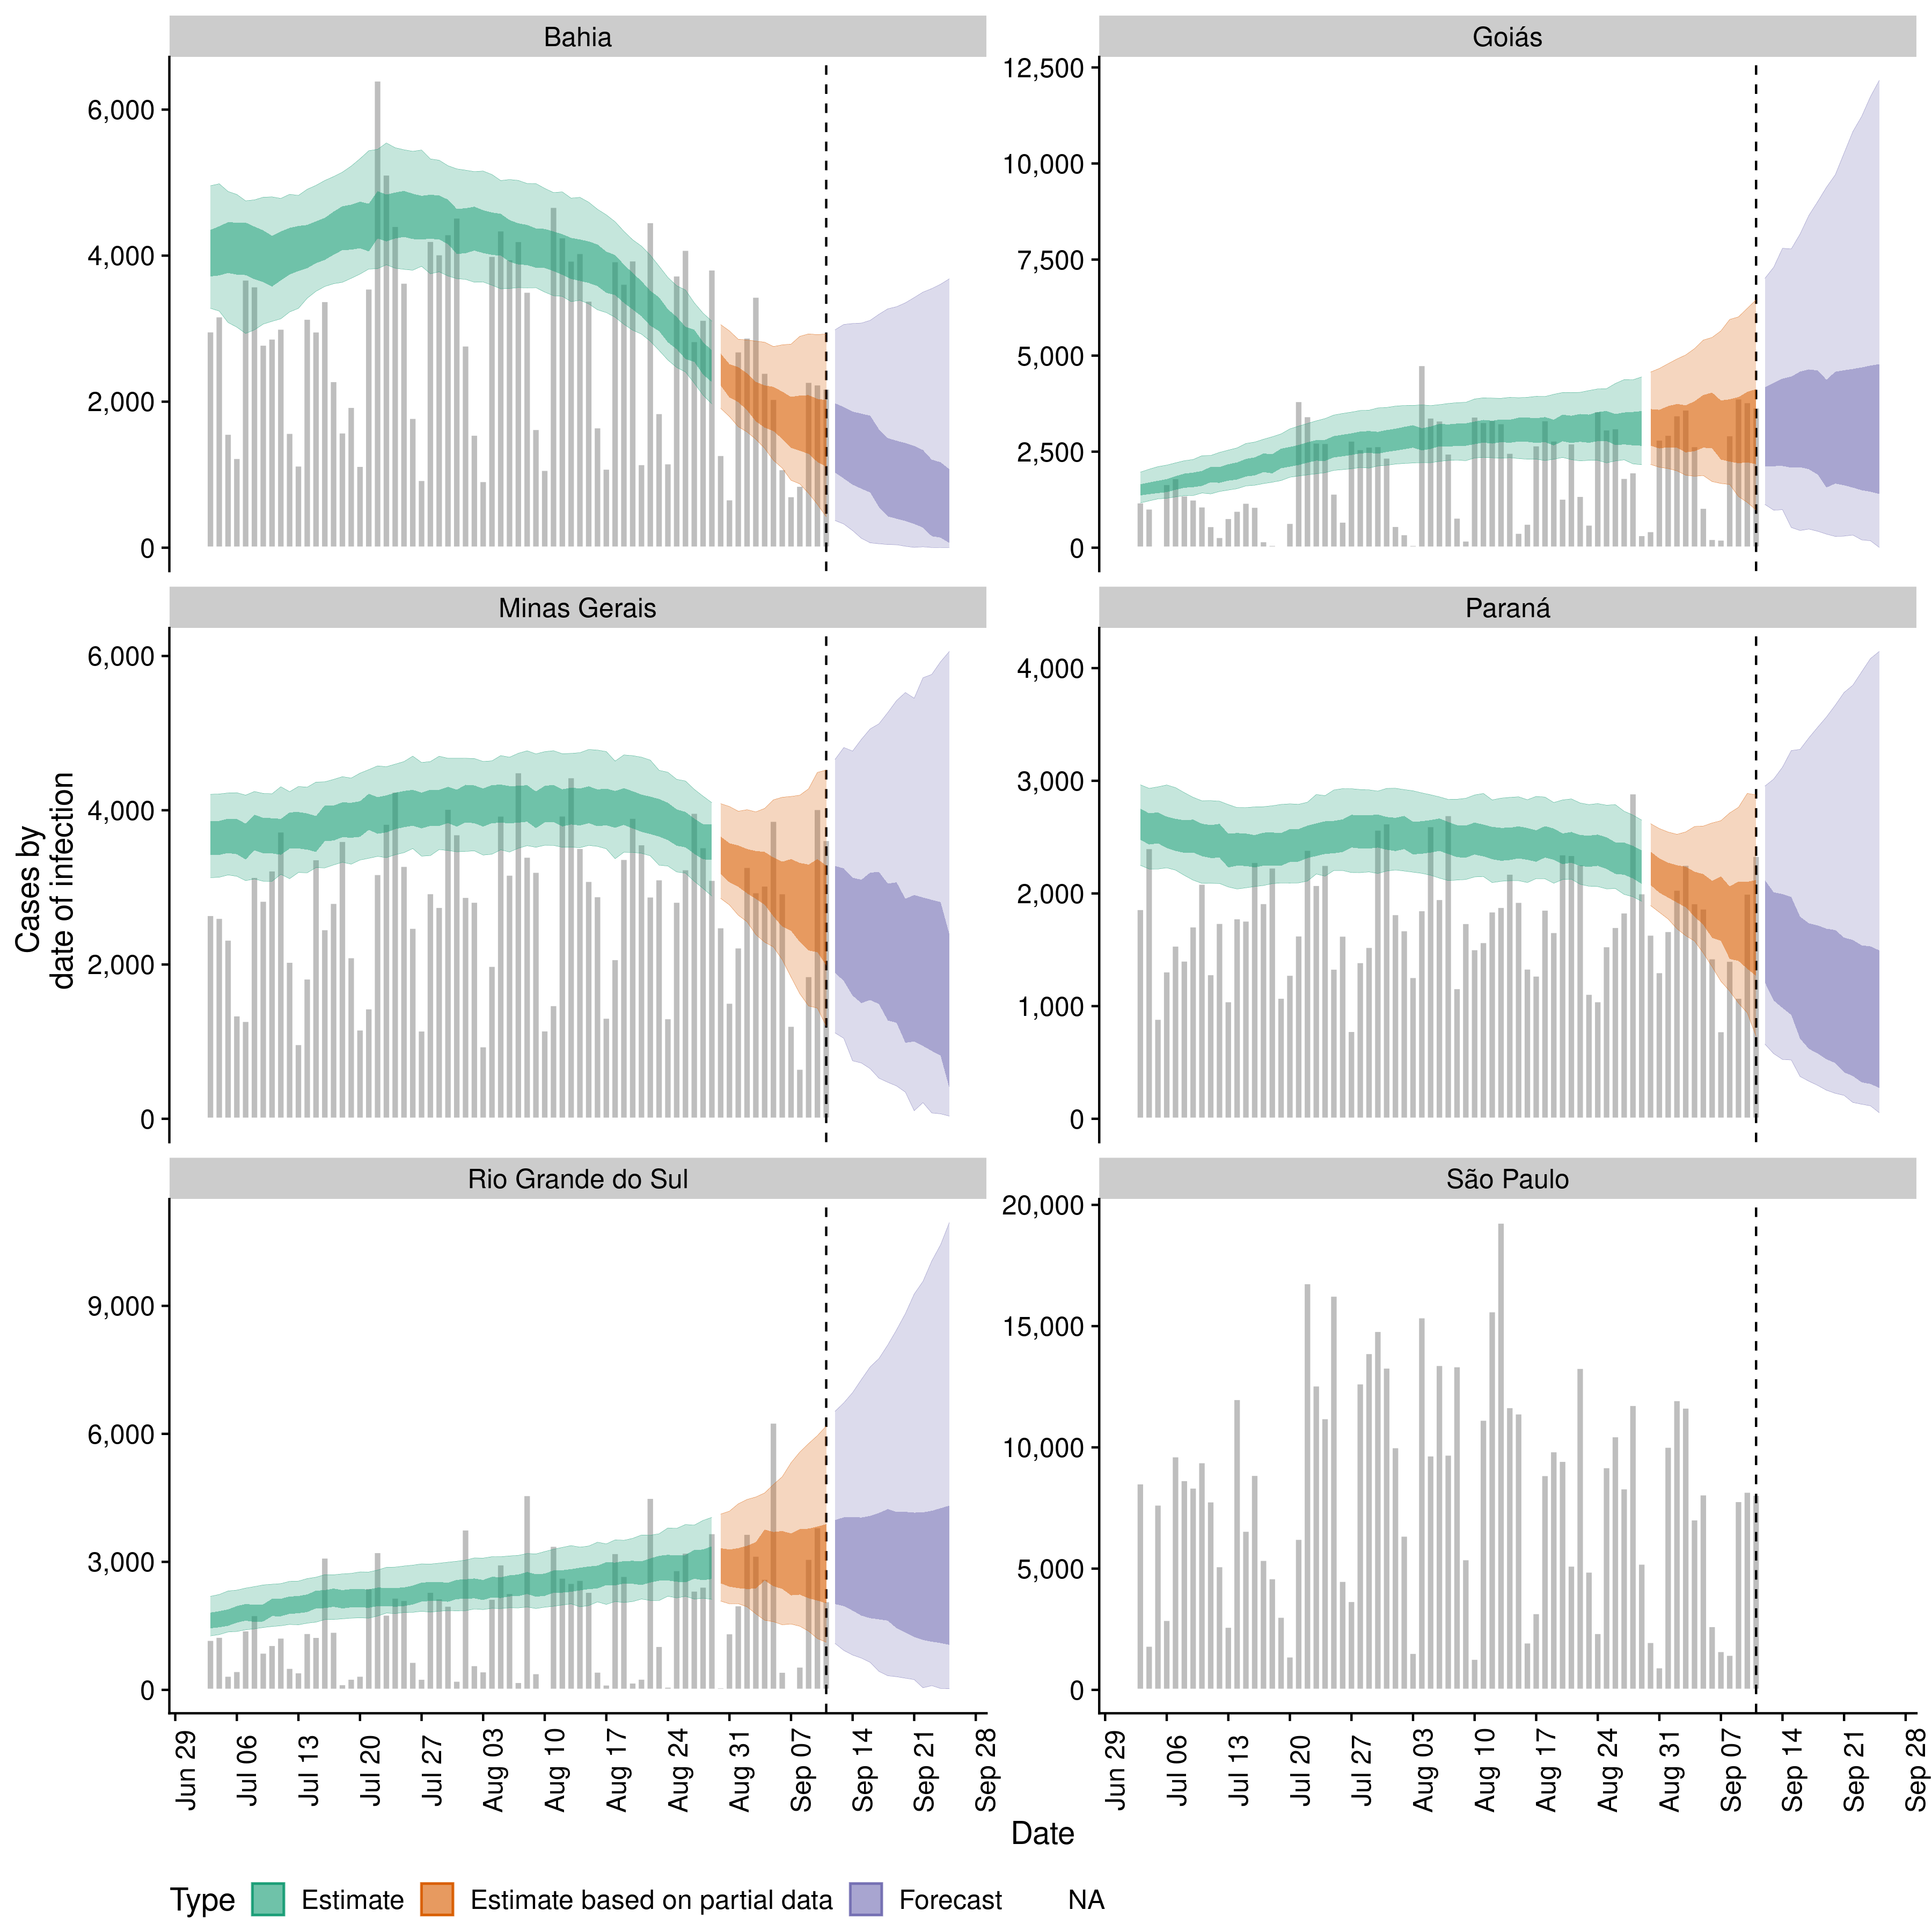 Bahia
Goiás
6,000
4,000
2,000
0
12,500
10,000
7,500
5,000
2,500
0
Minas Gerais
Paraná
6,000
4,000
2,000
0
4,000
3,000
2,000
1,000
0
Cases by
date of infection
Rio Grande do Sul
São Paulo
9,000
6,000
3,000
0
20,000
15,000
10,000
5,000
0
Jun 29
Jul 06
Jul 13
Jul 20
Jul 27
Aug 03
Aug 10
Aug 17
Aug 24
Aug 31
Sep 07
Sep 14
Sep 21
Sep 28
Jun 29
Jul 06
Jul 13
Jul 20
Jul 27
Aug 03
Aug 10
Aug 17
Aug 24
Aug 31
Sep 07
Sep 14
Sep 21
Sep 28
Date
Type Estimate Estimate based on partial data Forecast NA